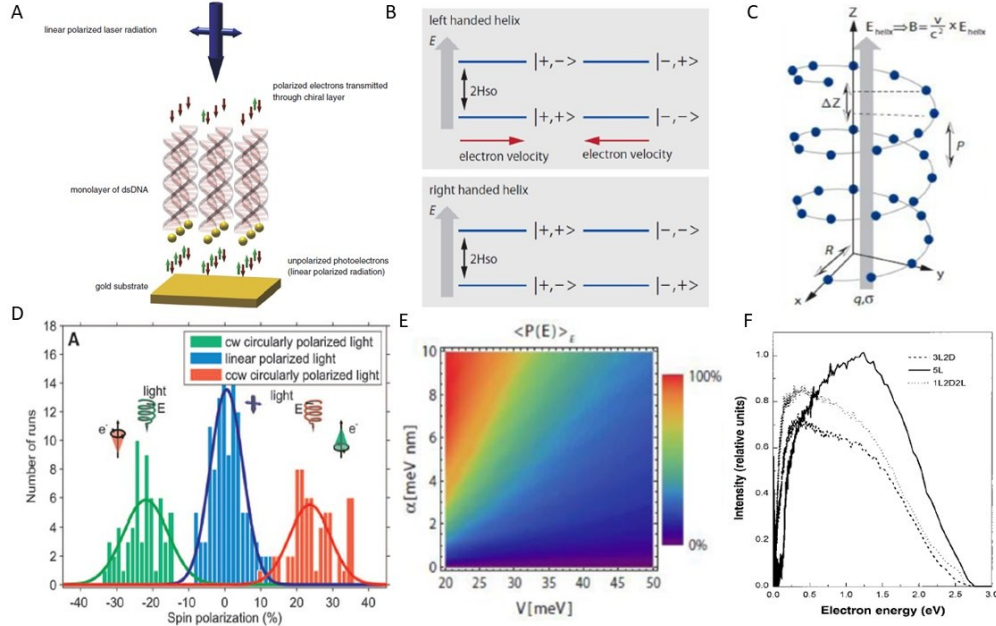 A
linear polarized laser radiation
polarized electrons transmitted
through chiral layer
monolayer of dsDNA
unpolarized photoelectrons
(linear polarized radiation)
gold substrate
B
left handed helix
E
|+,−>
|−,+>
2Hso
|+,+>
|−,−>
electron velocity
electron velocity
right handed helix
E
|+,+>
|−,−>
2Hso
|+,−>
|−,+>
C
Z
E_helix⇒B= v/c² × E_helix
ΔZ
P
R
x
y
q,σ
D
A
cw circularly polarized light
linear polarized light
ccw circularly polarized light
light
E
light
E
e⁻
e⁻
Number of runs
18
16
14
12
10
8
6
4
2
0
-40 -30 -20 -10 0 10 20 30 40
Spin polarization (%)
E
<P(E)>ε
α[meV nm]
10
8
6
4
2
0
20 25 30 35 40 45 50
V[meV]
100%
0%
F
3L2D
5L
1L2D2L
Intensity (relative units)
1.0
0.8
0.6
0.4
0.2
0.0
0.0 0.5 1.0 1.5 2.0 2.5 3.0
Electron energy (eV)